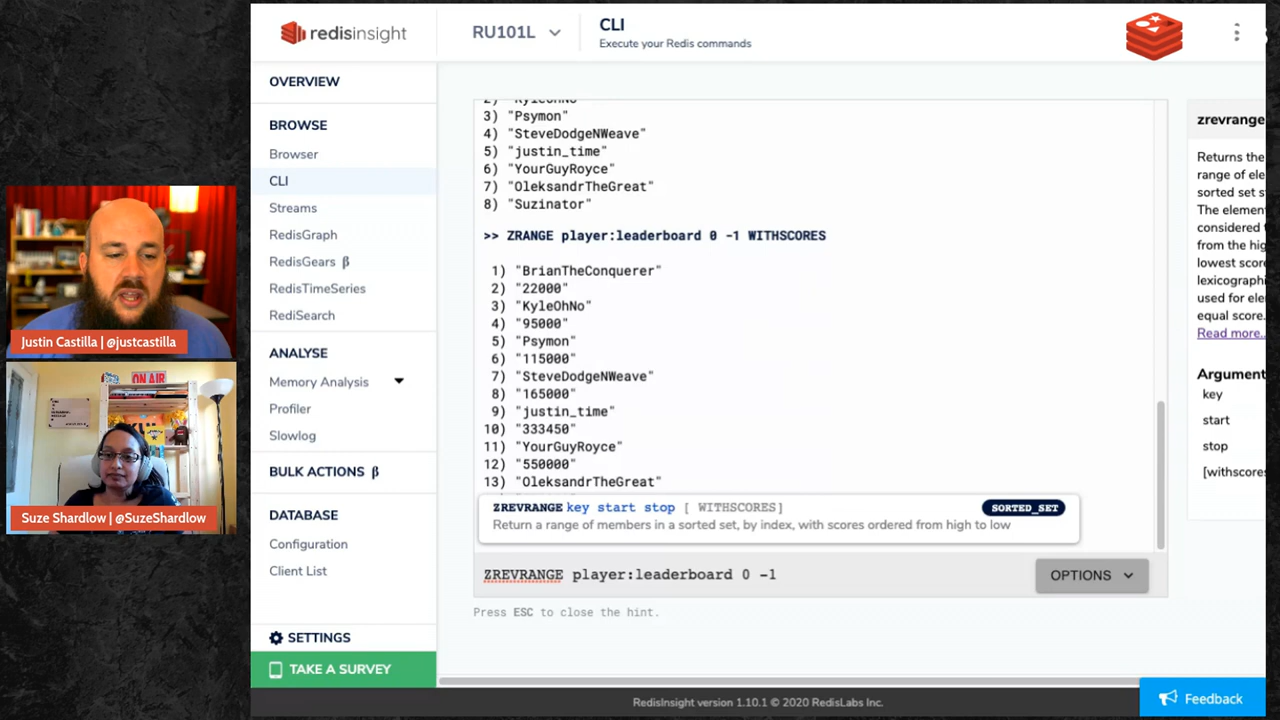 redisinsight
RU101L
CLI
Execute your Redis commands
OVERVIEW
BROWSE
Browser
CLI
Streams
RedisGraph
RedisGears β
RedisTimeSeries
RediSearch
ANALYSE
Memory Analysis
Profiler
Slowlog
BULK ACTIONS β
DATABASE
Configuration
Client List
SETTINGS
TAKE A SURVEY
2) "KyleOhNo"
3) "Psymon"
4) "SteveDodgeNWeave"
5) "justin_time"
6) "YourGuyRoyce"
7) "OleksandrTheGreat"
8) "Suzinator"
>> ZRANGE player:leaderboard 0 -1 WITHSCORES
1) "BrianTheConquerer"
2) "22000"
3) "KyleOhNo"
4) "95000"
5) "Psymon"
6) "115000"
7) "SteveDodgeNWeave"
8) "165000"
9) "justin_time"
10) "333450"
11) "YourGuyRoyce"
12) "550000"
13) "OleksandrTheGreat"
ZREVRANGE key start stop [ WITHSCORES]
SORTED_SET
Return a range of members in a sorted set, by index, with scores ordered from high to low
ZREVRANGE player:leaderboard 0 -1
OPTIONS
Press ESC to close the hint.
zrevrange
Returns the
range of ele
sorted set s
The elemen
considered
from the hig
lowest score
lexicographi
used for ele
equal score.
Read more..
Argument
key
start
stop
[withscores
RedisInsight version 1.10.1 © 2020 RedisLabs Inc.
Feedback
Justin Castilla | @justcastilla
ON AIR
Suze Shardlow | @SuzeShardlow